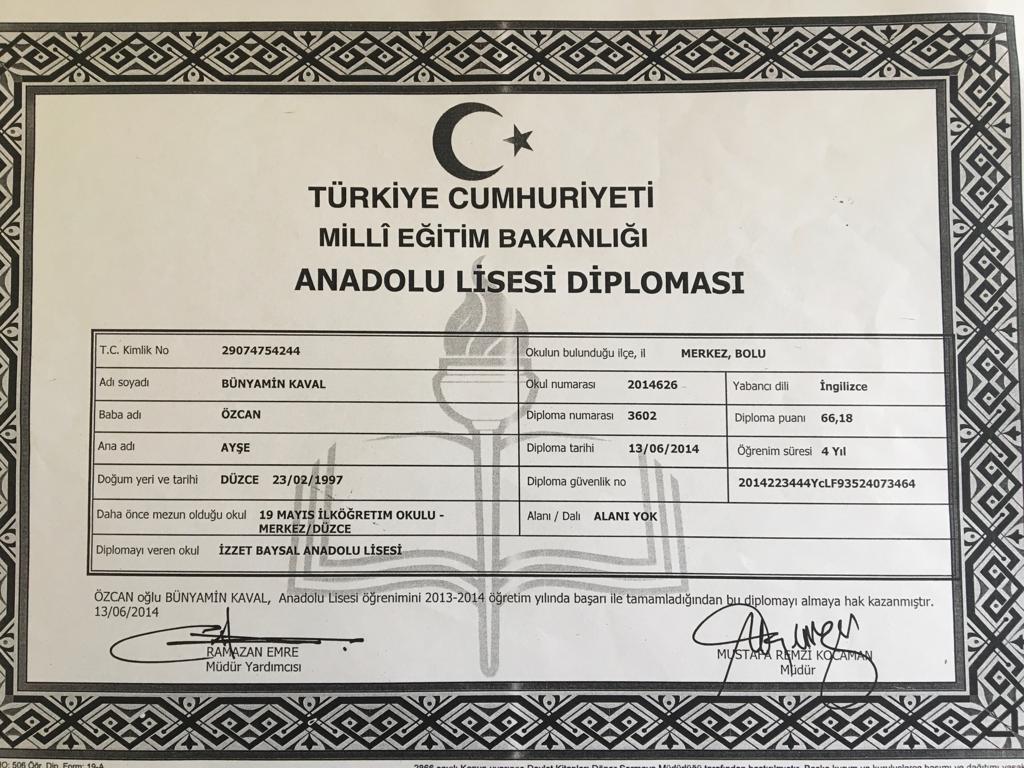 TÜRKİYE CUMHURİYETİ
MİLLÎ EĞİTİM BAKANLIĞI
ANADOLU LİSESİ DİPLOMASI
T.C. Kimlik No 29074754244
Okulun bulunduğu ilçe, il MERKEZ, BOLU
Adı soyadı BÜNYAMİN KAVAL
Okul numarası 2014626
Yabancı dili İngilizce
Baba adı ÖZCAN
Diploma numarası 3602
Diploma puanı 66,18
Ana adı AYŞE
Diploma tarihi 13/06/2014
Öğrenim süresi 4 Yıl
Doğum yeri ve tarihi DÜZCE 23/02/1997
Diploma güvenlik no 2014223444YcLF93524073464
Daha önce mezun olduğu okul 19 MAYIS İLKÖĞRETIM OKULU -
MERKEZ/DÜZCE
Alanı / Dalı ALANI YOK
Diplomayı veren okul İZZET BAYSAL ANADOLU LİSESİ
ÖZCAN oğlu BÜNYAMİN KAVAL, Anadolu Lisesi öğrenimini 2013-2014 öğretim yılında başarı ile tamamladığından bu diplomayı almaya hak kazanmıştır.
13/06/2014
RAMAZAN EMRE
Müdür Yardımcısı
MUSTAFA REMZİ KOCAMAN
Müdür